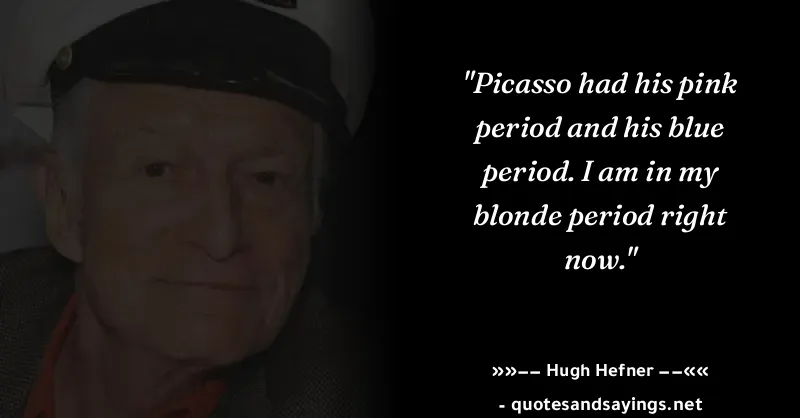 "Picasso had his pink
period and his blue
period. I am in my
blonde period right
now."
»»–– Hugh Hefner ––««
- quotesandsayings.net